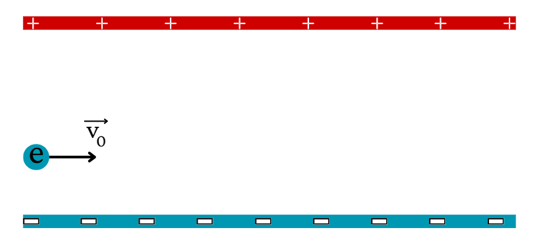 + + + + + + + +
v₀
e
- - - - - - - - -